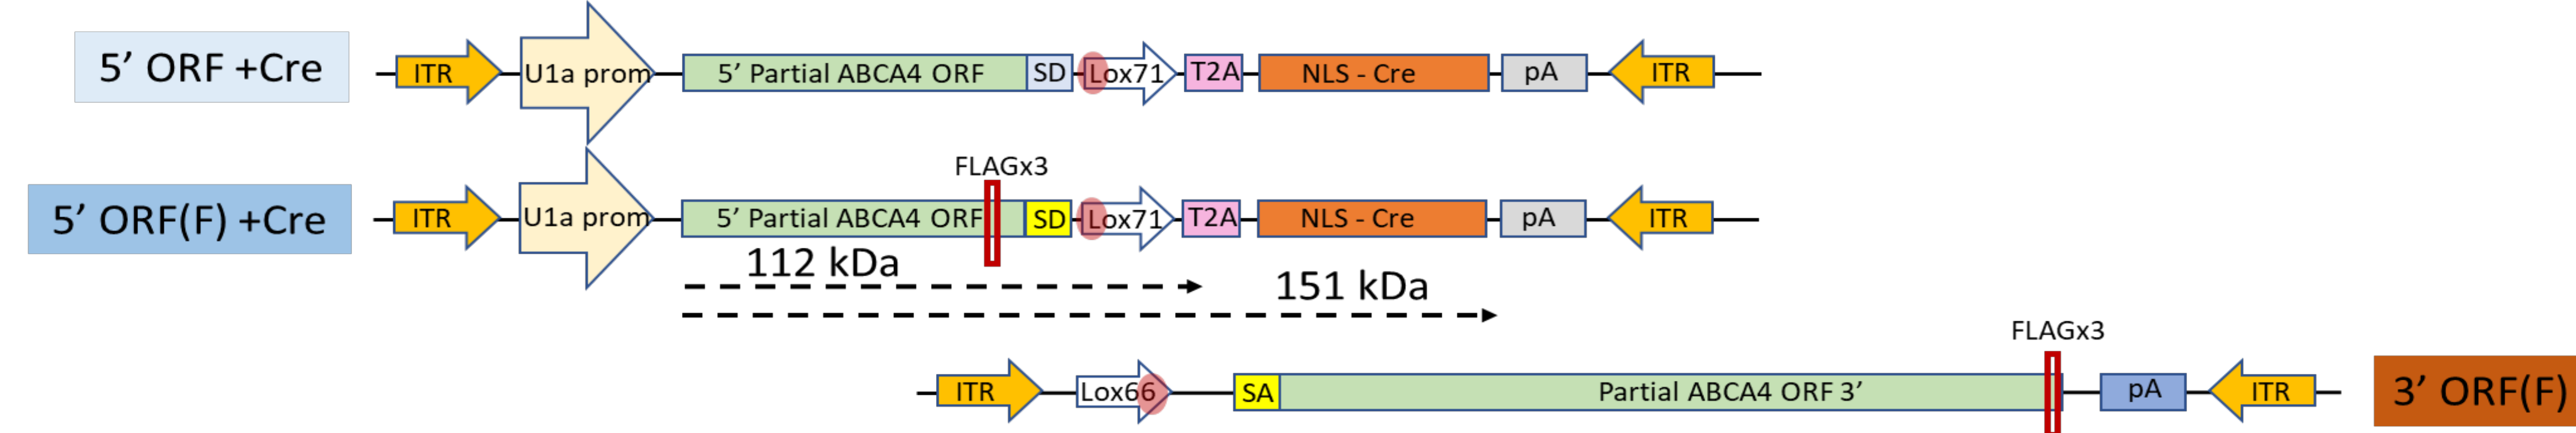 5’ ORF +Cre
ITR U1a prom 5’ Partial ABCA4 ORF SD Lox71 T2A NLS - Cre pA ITR
FLAGx3
5’ ORF(F) +Cre
ITR U1a prom 5’ Partial ABCA4 ORF SD Lox71 T2A NLS - Cre pA ITR
112 kDa
151 kDa
FLAGx3
ITR Lox66 SA Partial ABCA4 ORF 3’ pA ITR
3’ ORF(F)